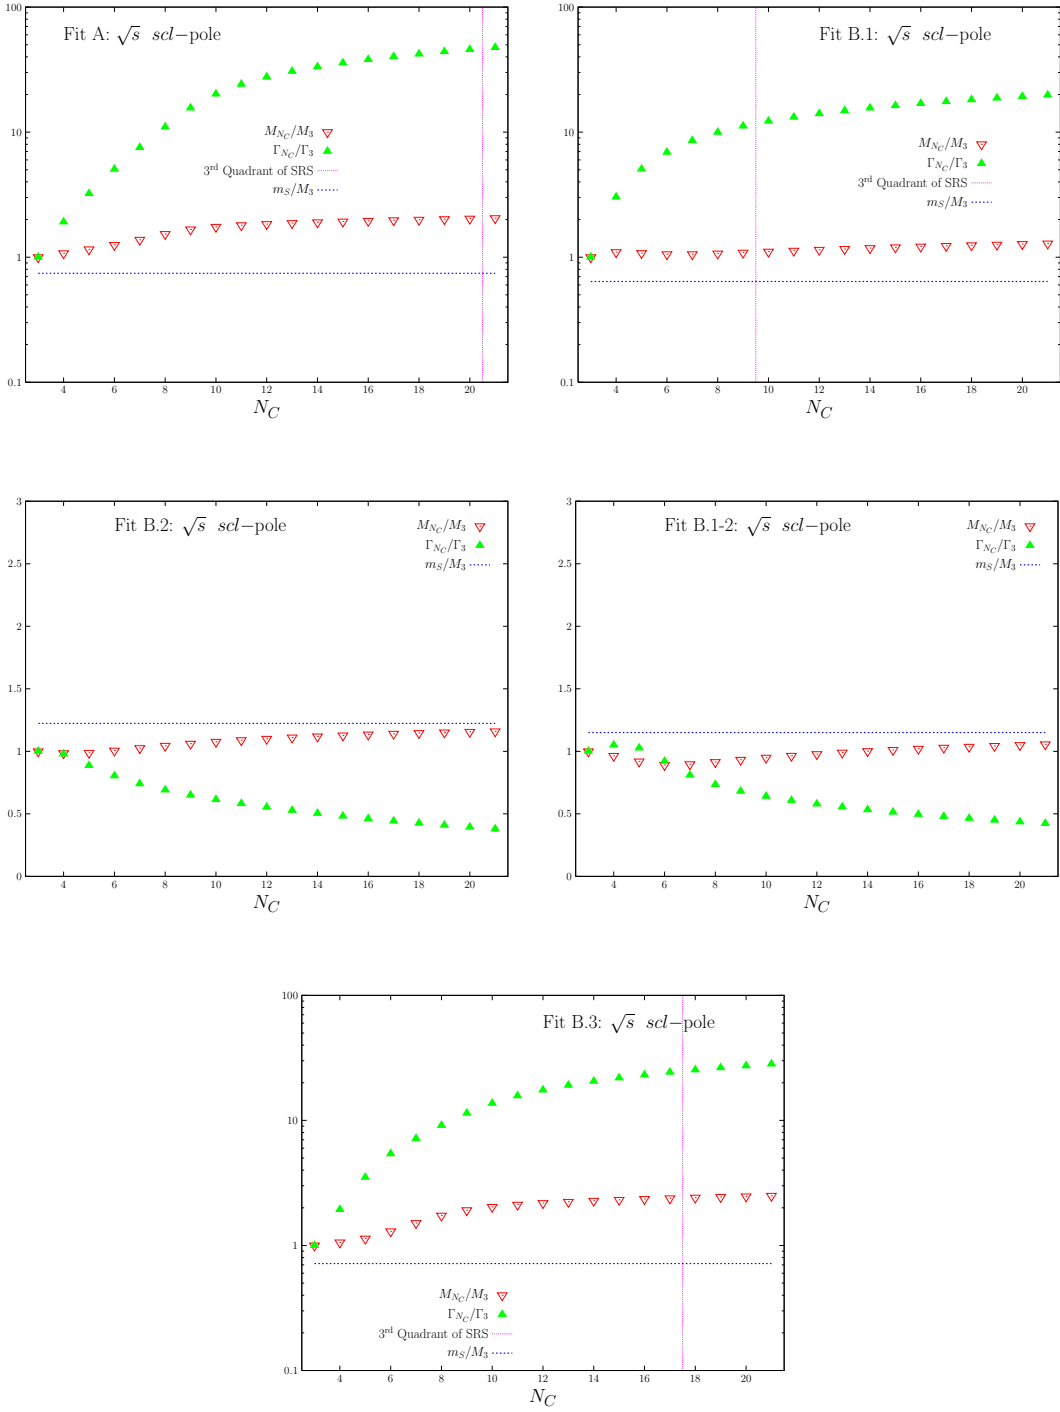 Fit A: √s scl−pole
100
10
1
0.1
M_{N_C}/M_3
Γ_{N_C}/Γ_3
3rd Quadrant of SRS
m_S/M_3
4 6 8 10 12 14 16 18 20
N_C
Fit B.1: √s scl−pole
100
10
1
0.1
M_{N_C}/M_3
Γ_{N_C}/Γ_3
3rd Quadrant of SRS
m_S/M_3
4 6 8 10 12 14 16 18 20
N_C
Fit B.2: √s scl−pole
3
2.5
2
1.5
1
0.5
0
M_{N_C}/M_3
Γ_{N_C}/Γ_3
m_S/M_3
4 6 8 10 12 14 16 18 20
N_C
Fit B.1-2: √s scl−pole
3
2.5
2
1.5
1
0.5
0
M_{N_C}/M_3
Γ_{N_C}/Γ_3
m_S/M_3
4 6 8 10 12 14 16 18 20
N_C
Fit B.3: √s scl−pole
100
10
1
0.1
M_{N_C}/M_3
Γ_{N_C}/Γ_3
3rd Quadrant of SRS
m_S/M_3
4 6 8 10 12 14 16 18 20
N_C